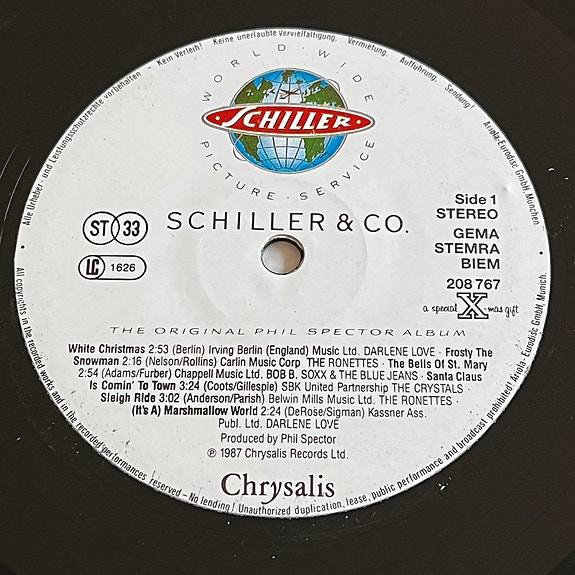 Alle Urheber- und Leistungsschutzrechte vorbehalten - Kein Verleih! Keine unerlaubte Vervielfältigung, Vermietung, Aufführung, Sendung! Ariola-Eurodisc GmbH, München.
WORLD · WIDE
· SCHILLER ·
PICTURE · SERVICE
ST 33
SCHILLER & CO.
Side 1
STEREO
LC 1626
GEMA
STEMRA
BIEM
208 767
a special X-mas gift
THE ORIGINAL PHIL SPECTOR ALBUM
White Christmas 2:53 (Berlin) Irving Berlin (England) Music Ltd. DARLENE LOVE · Frosty The
Snowman 2:16 (Nelson/Rollins) Carlin Music Corp. THE RONETTES · The Bells Of St. Mary
2:54 (Adams/Furber) Chappell Music Ltd. BOB B. SOXX & THE BLUE JEANS · Santa Claus
Is Comin' To Town 3:24 (Coots/Gillespie) SBK United Partnership THE CRYSTALS
Sleigh Ride 3:02 (Anderson/Parish) Belwin Mills Music Ltd. THE RONETTES ·
(It's A) Marshmallow World 2:24 (DeRose/Sigman) Kassner Ass.
Publ. Ltd. DARLENE LOVE
Produced by Phil Spector
℗ 1987 Chrysalis Records Ltd.
Chrysalis
All copyrights in the recorded works and in the recorded performances reserved – No lending! Unauthorized duplication, lease, public performance and broadcast prohibited! Ariola-Eurodisc GmbH, Munich.